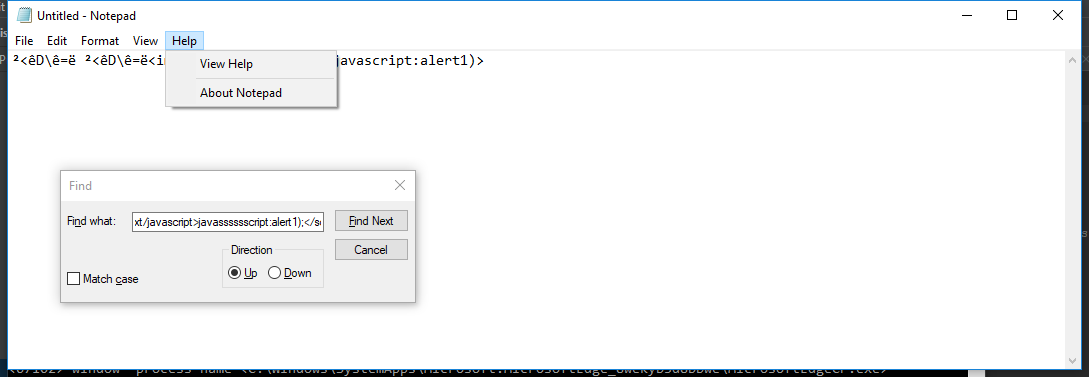 Untitled - Notepad
File Edit Format View Help
²<êD\ê=ë ²<êD\ê=ë<i javascript:alert1)>
View Help
About Notepad
Find
Find what: xt/javascript>javasssssscript:alert1);</s Find Next
Cancel
Direction
Up Down
Match case